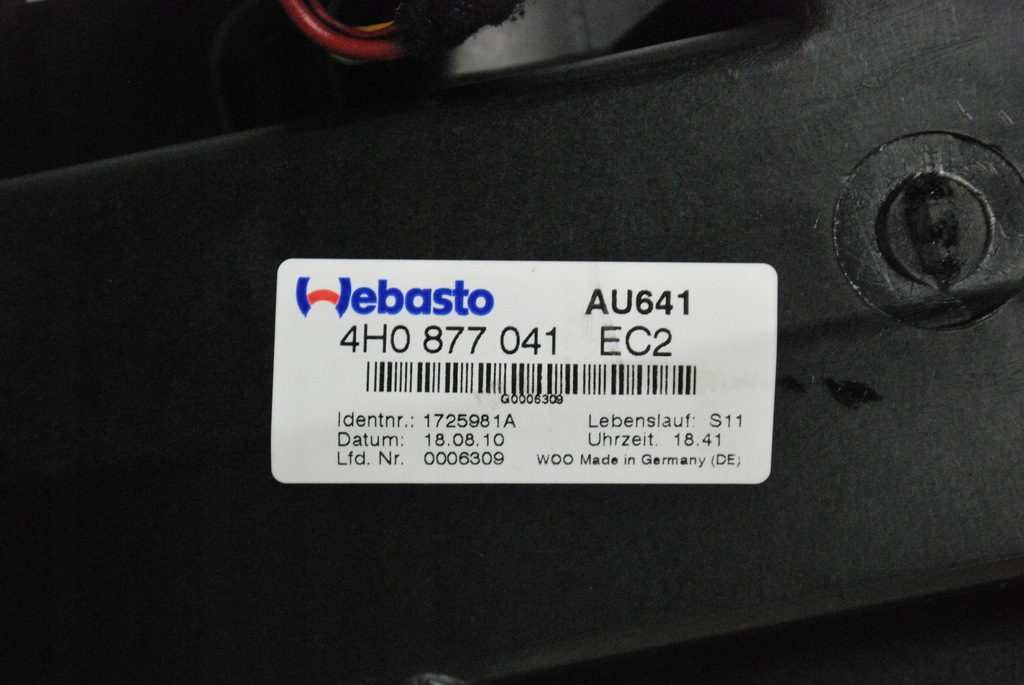 Webasto AU641
4H0 877 041 EC2
G0006309
Identnr.: 1725981A Lebenslauf: S11
Datum: 18.08.10 Uhrzeit. 18.41
Lfd. Nr. 0006309 WOO Made in Germany (DE)